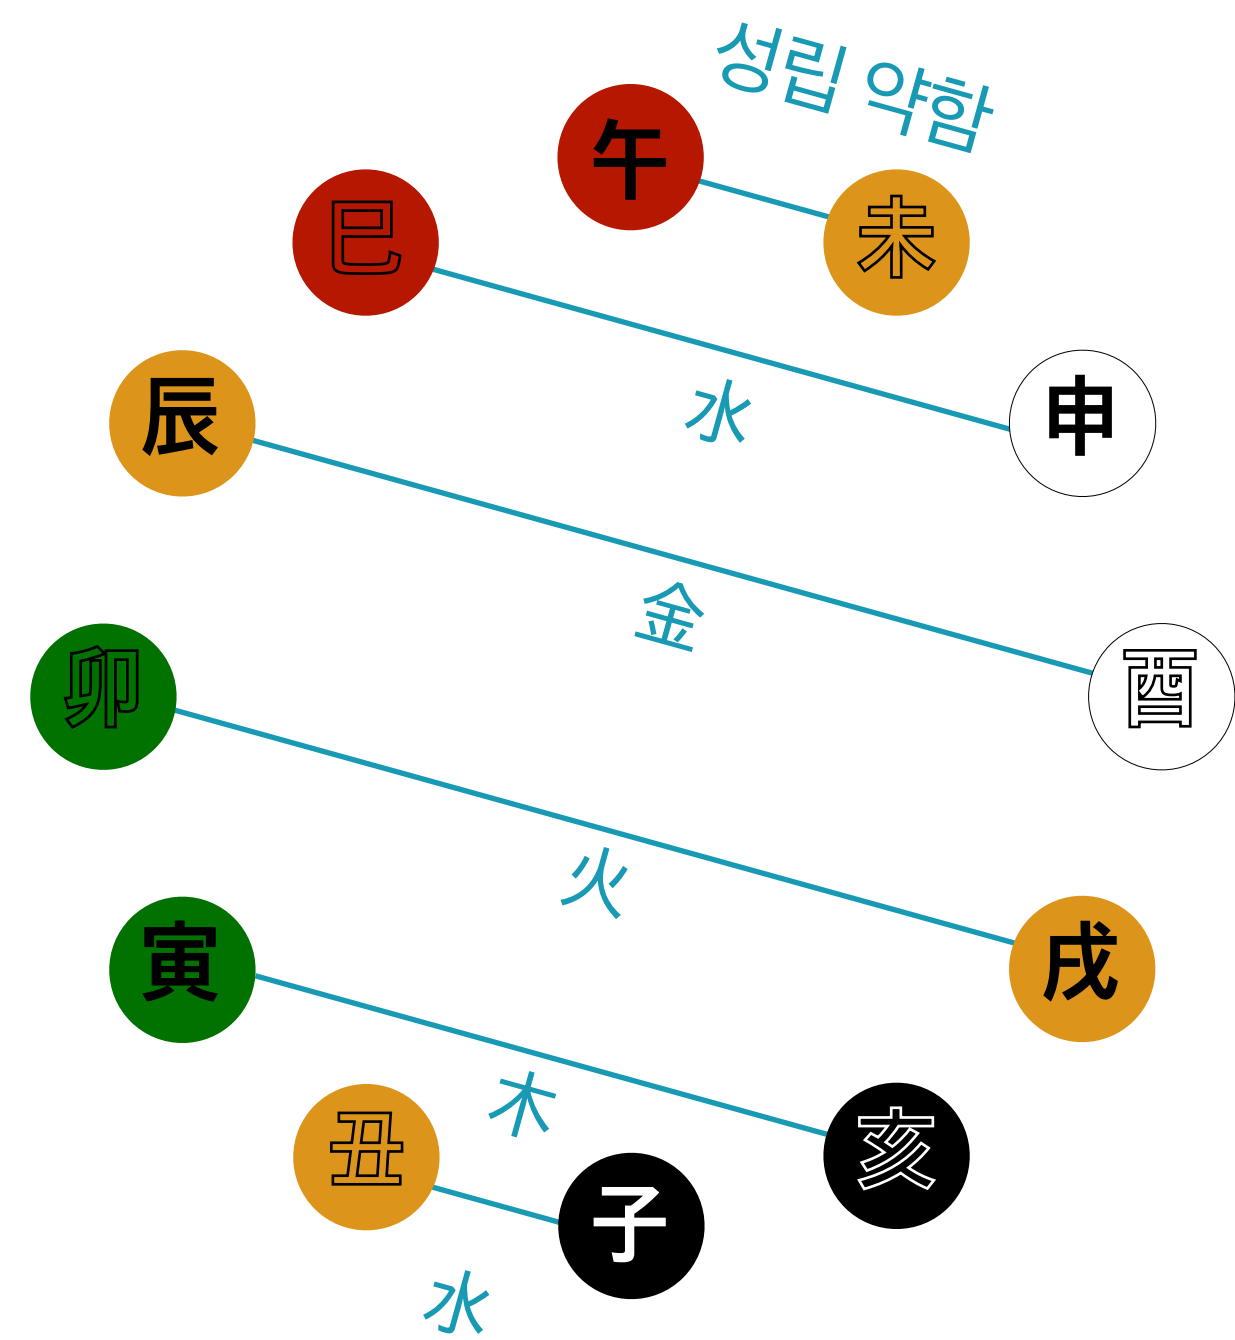 성립 약함
午
巳
未
辰
申
水
金
卯
酉
火
寅
戌
木
丑
亥
子
水